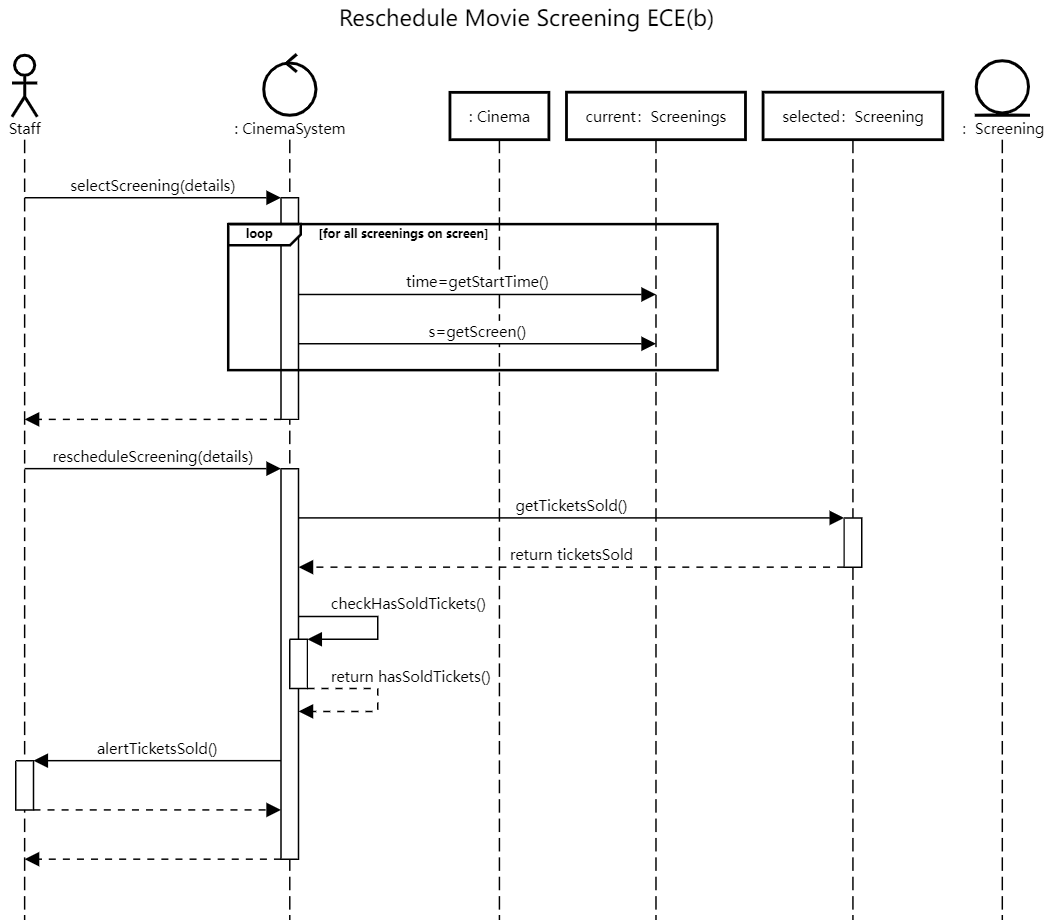 Reschedule Movie Screening ECE(b)
Staff
: CinemaSystem
: Cinema
current: Screenings
selected: Screening
: Screening
selectScreening(details)
loop
[for all screenings on screen]
time=getStartTime()
s=getScreen()
rescheduleScreening(details)
getTicketsSold()
return ticketsSold
checkHasSoldTickets()
return hasSoldTickets()
alertTicketsSold()